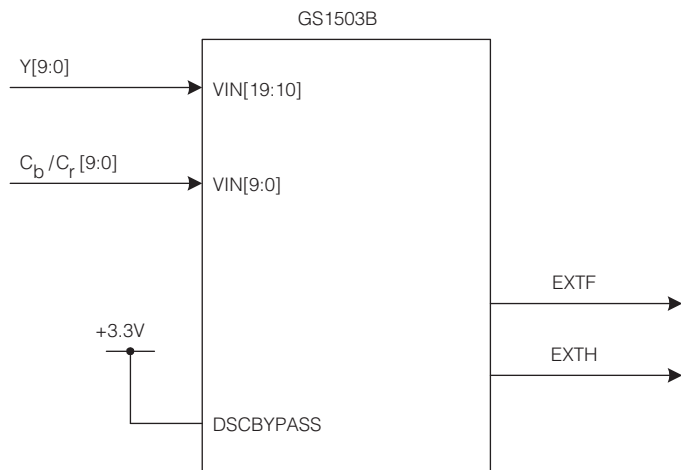 GS1503B
Y[9:0]
VIN[19:10]
Cb/Cr[9:0]
VIN[9:0]
EXTF
+3.3V
EXTH
DSCBYPASS